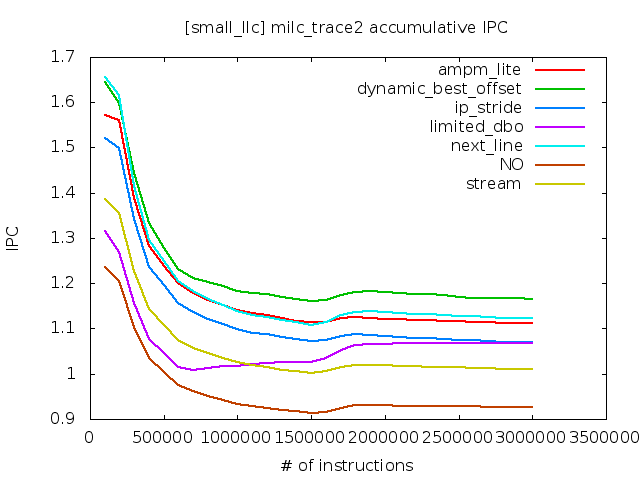 [small_llc] milc_trace2 accumulative IPC
1.7
1.6
1.5
1.4
1.3
1.2
1.1
1
0.9
IPC
ampm_lite
dynamic_best_offset
ip_stride
limited_dbo
next_line
NO
stream
0 500000 1000000 1500000 2000000 2500000 3000000 3500000
# of instructions